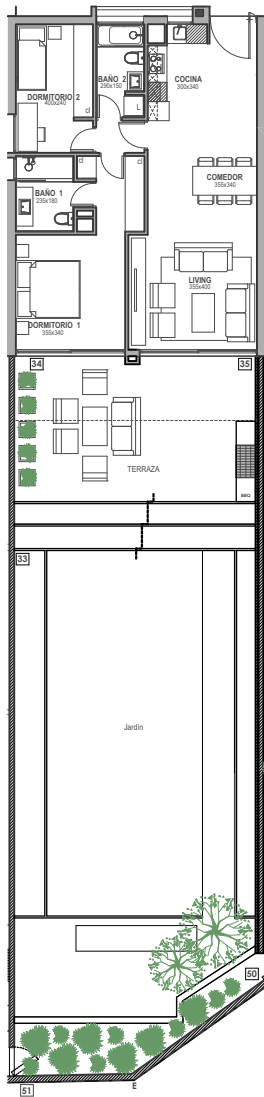 BAÑO 2
290x150
COCINA
300x340
DORMITORIO 2
400x240
cl
L
cl
cl
COMEDOR
355x340
BAÑO 1
235x180
LIVING
355x400
DORMITORIO 1
355x340
34
35
TERRAZA
BBQ
33
Jardín
50
51
E